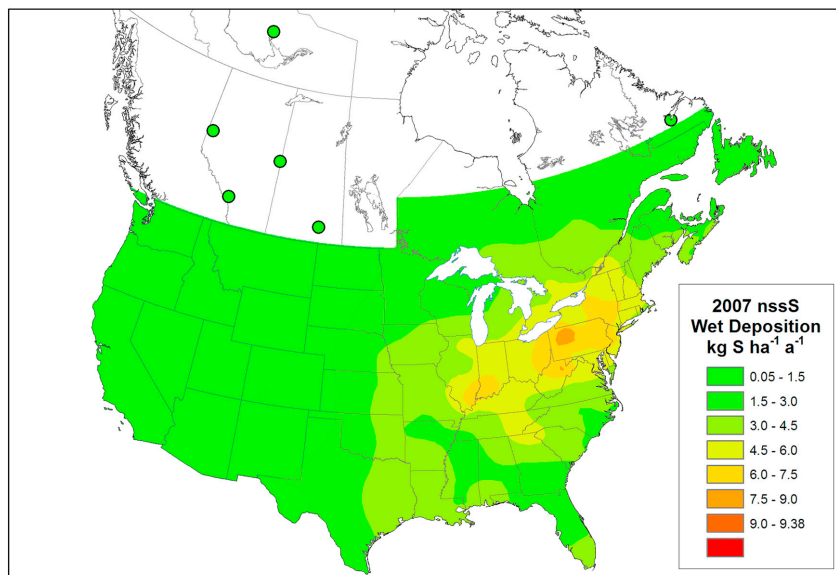 2007 nssS
Wet Deposition
kg S ha⁻¹ a⁻¹
0.05 - 1.5
1.5 - 3.0
3.0 - 4.5
4.5 - 6.0
6.0 - 7.5
7.5 - 9.0
9.0 - 9.38